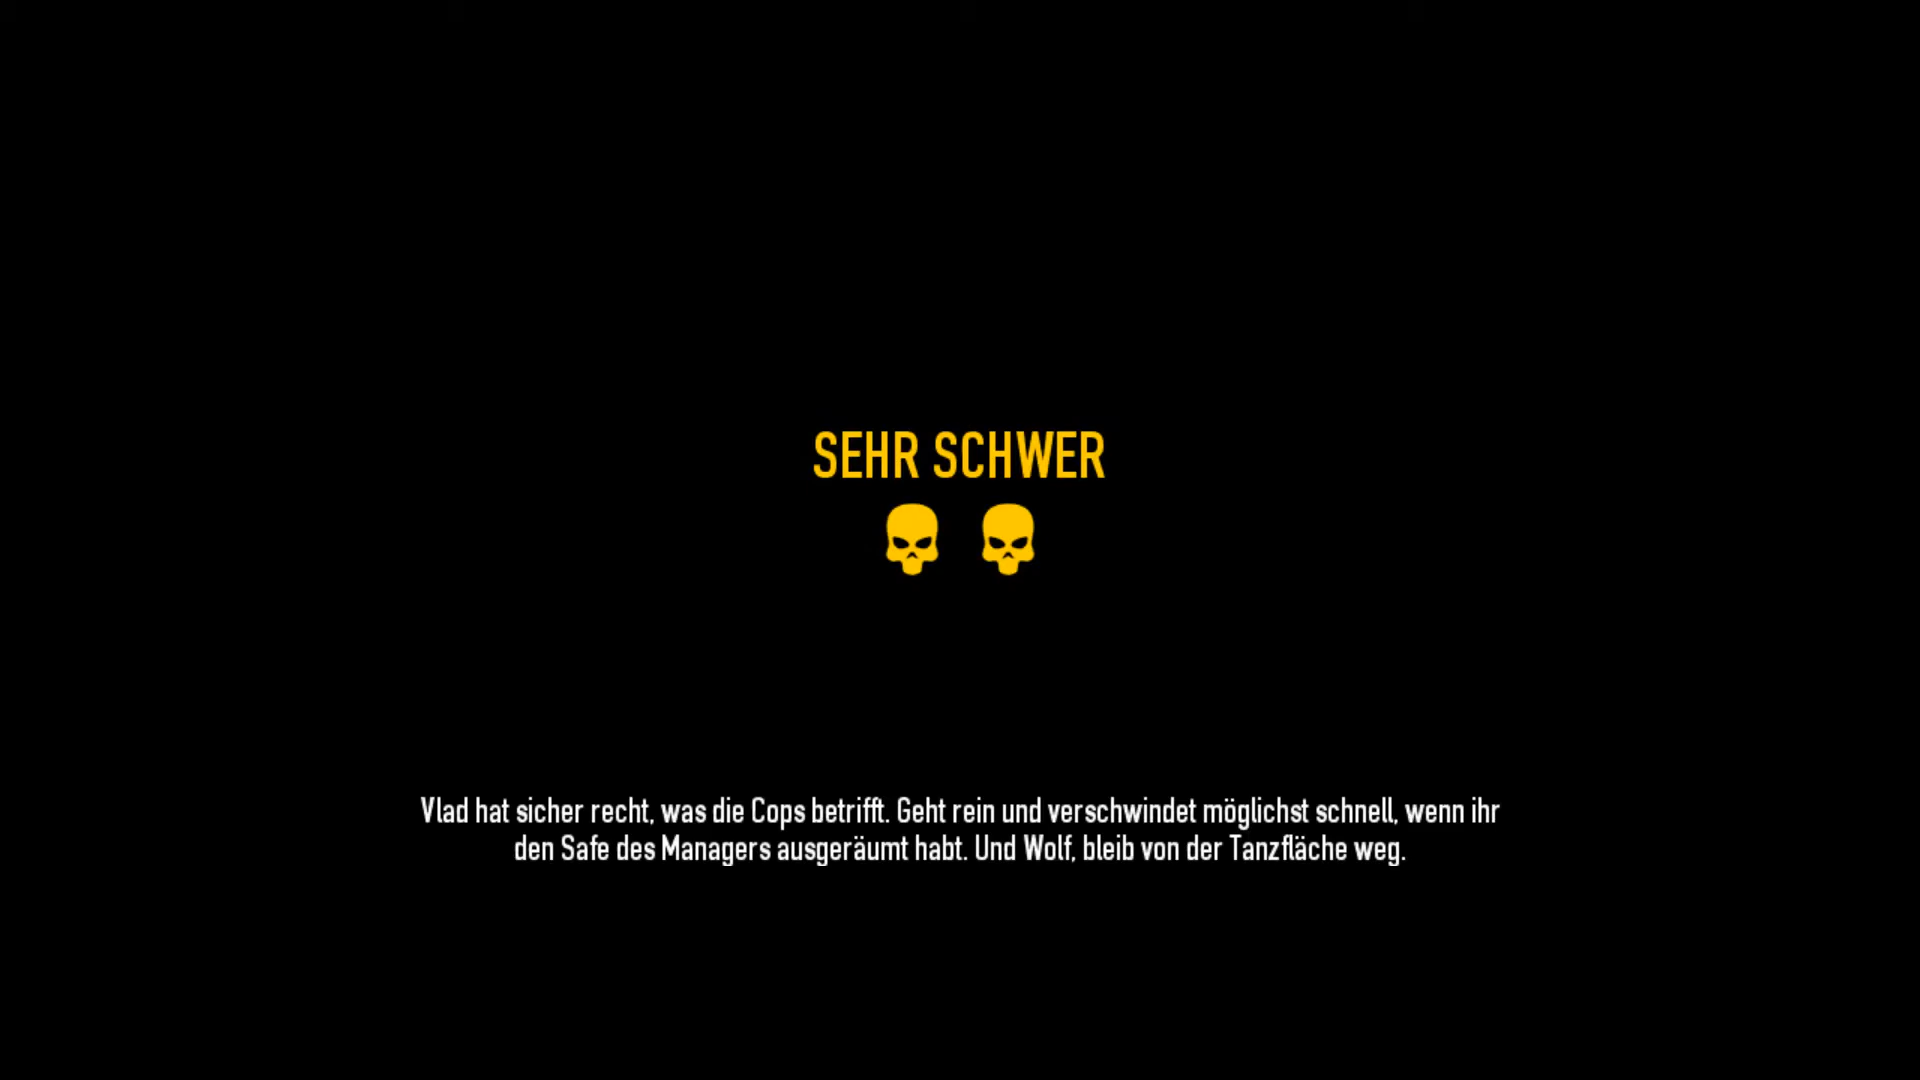 SEHR SCHWER
Vlad hat sicher recht, was die Cops betrifft. Geht rein und verschwindet möglichst schnell, wenn ihr
den Safe des Managers ausgeräumt habt. Und Wolf, bleib von der Tanzfläche weg.